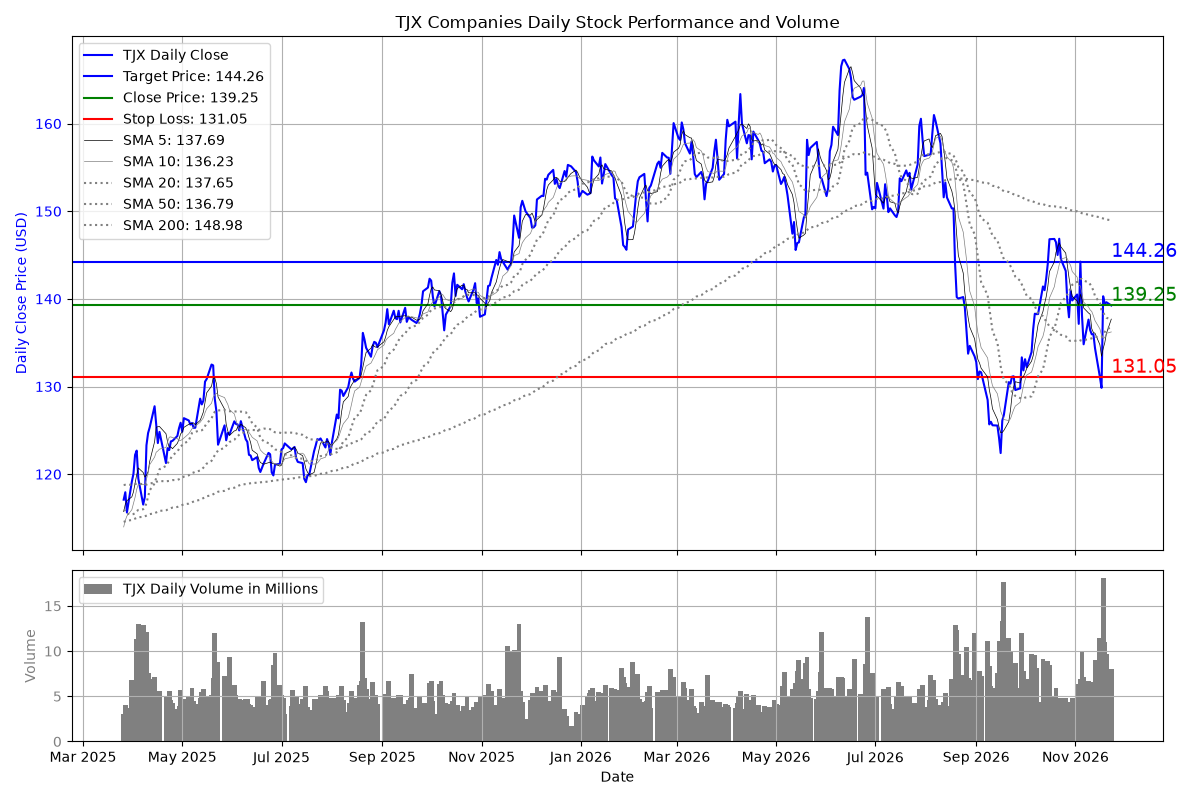 TJX Companies Daily Stock Performance and Volume
TJX Daily Close
Target Price: 144.26
Close Price: 139.25
Stop Loss: 131.05
SMA 5: 137.69
SMA 10: 136.23
SMA 20: 137.65
SMA 50: 136.79
SMA 200: 148.98
160
150
140
130
120
Daily Close Price (USD)
144.26
139.25
131.05
TJX Daily Volume in Millions
15
10
5
0
Volume
Mar 2025 May 2025 Jul 2025 Sep 2025 Nov 2025 Jan 2026 Mar 2026 May 2026 Jul 2026 Sep 2026 Nov 2026
Date